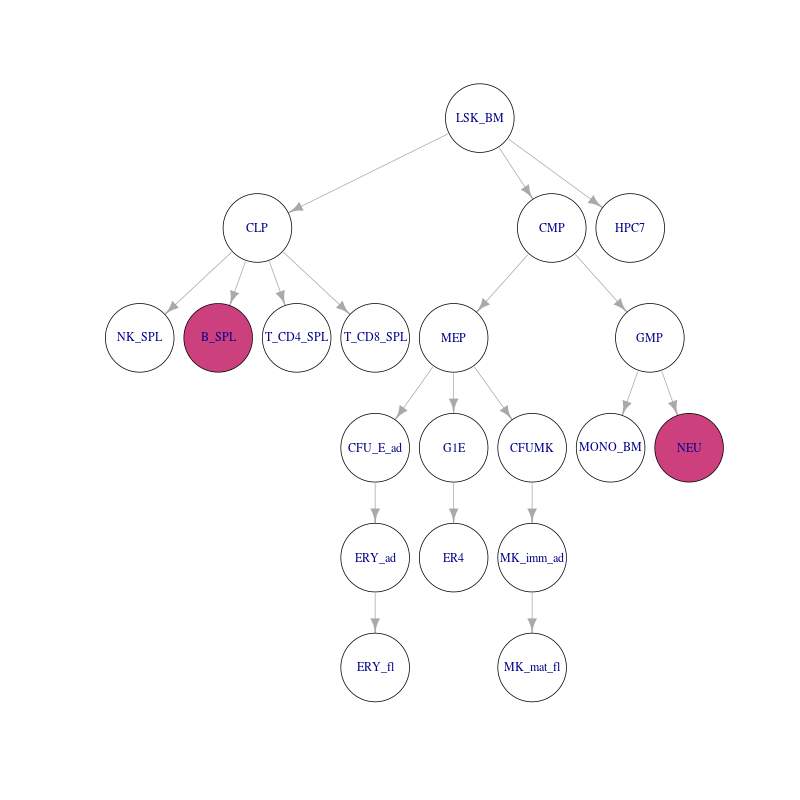 LSK_BM
CLP
CMP
HPC7
NK_SPL
B_SPL
T_CD4_SPL
T_CD8_SPL
MEP
GMP
CFU_E_ad
G1E
CFUMK
MONO_BM
NEU
ERY_ad
ER4
MK_imm_ad
ERY_fl
MK_mat_fl